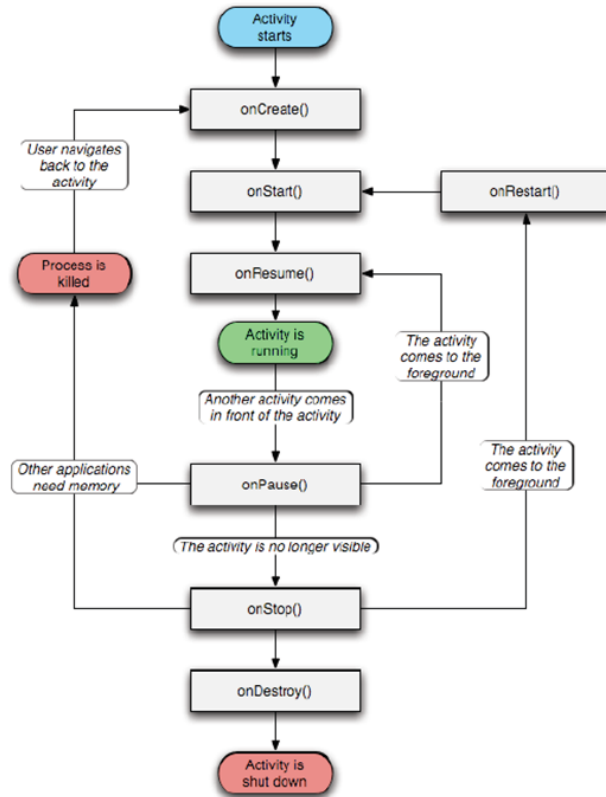 Activity
starts
onCreate()
User navigates
back to the
activity
onStart()
onRestart()
Process is
killed
onResume()
Activity is
running
The activity
comes to the
foreground
Another activity comes
in front of the activity
Other applications
need memory
onPause()
The activity
comes to the
foreground
The activity is no longer visible
onStop()
onDestroy()
Activity is
shut down